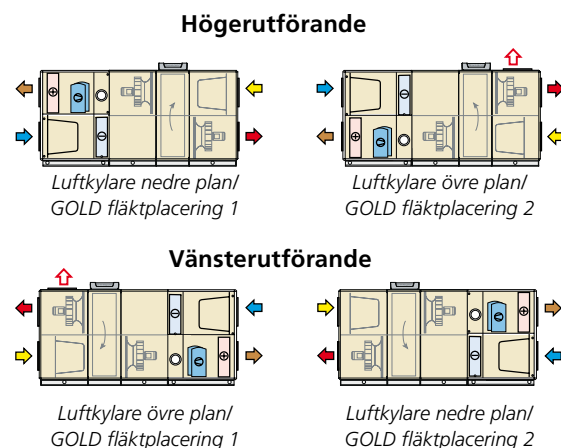 Högerutförande
Luftkylare nedre plan/
GOLD fläktplacering 1
Luftkylare övre plan/
GOLD fläktplacering 2
Vänsterutförande
Luftkylare övre plan/
GOLD fläktplacering 1
Luftkylare nedre plan/
GOLD fläktplacering 2